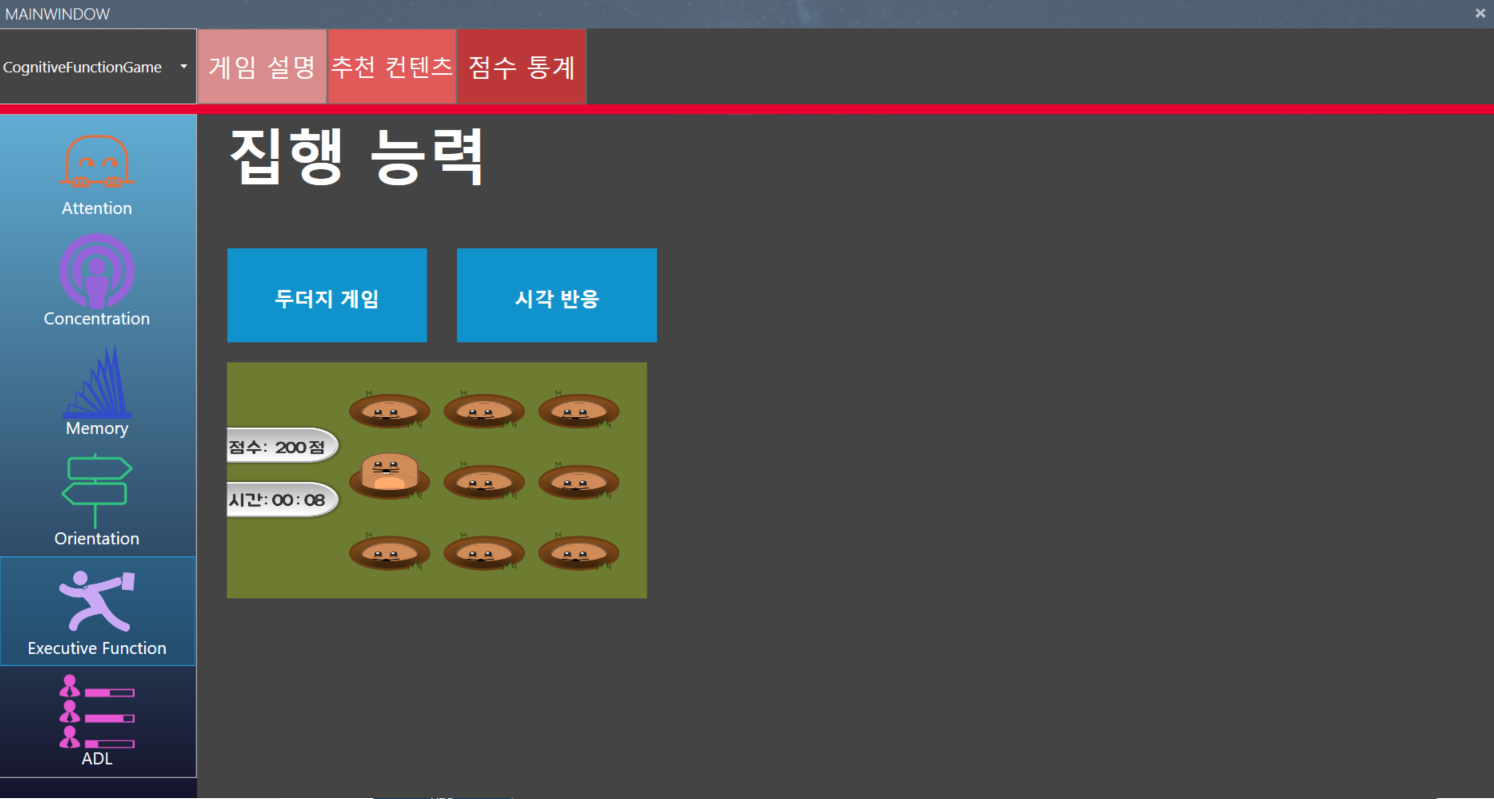 MAINWINDOW
CognitiveFunctionGame
게임 설명
추천 컨텐츠
점수 통계
집행 능력
Attention
Concentration
Memory
Orientation
Executive Function
ADL
두더지 게임
시각 반응
점수: 200점
시간: 00 : 08